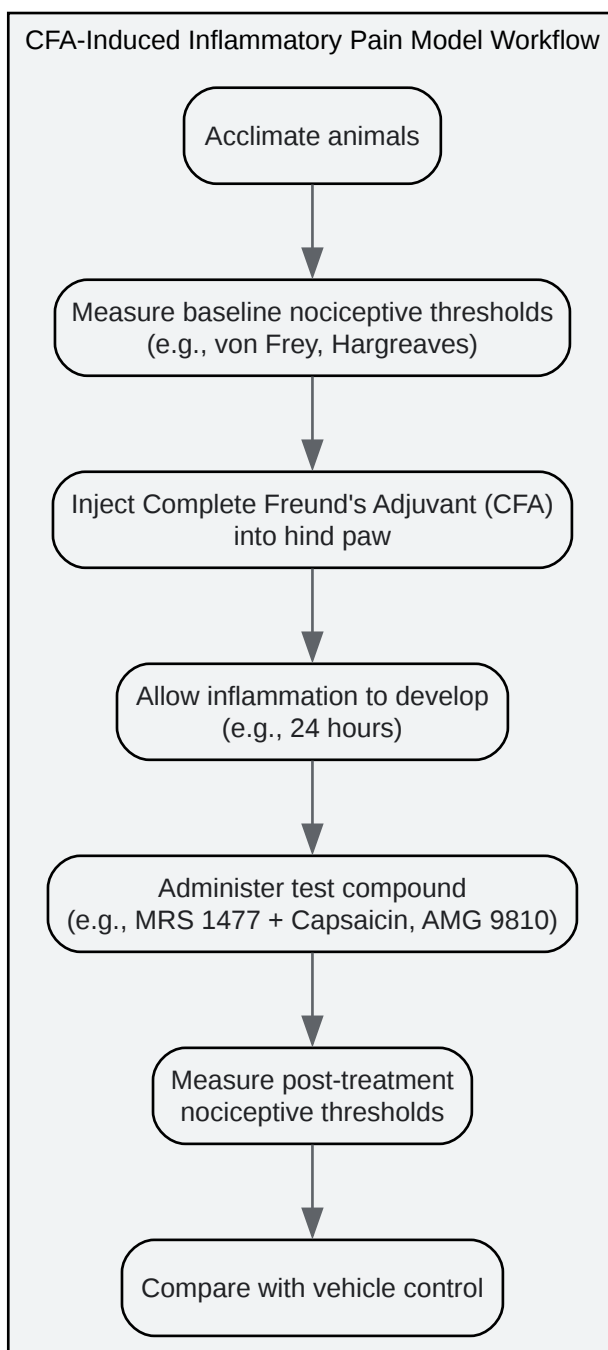 CFA-Induced Inflammatory Pain Model Workflow
Acclimate animals
Measure baseline nociceptive thresholds
(e.g., von Frey, Hargreaves)
Inject Complete Freund's Adjuvant (CFA)
into hind paw
Allow inflammation to develop
(e.g., 24 hours)
Administer test compound
(e.g., MRS 1477 + Capsaicin, AMG 9810)
Measure post-treatment
nociceptive thresholds
Compare with vehicle control